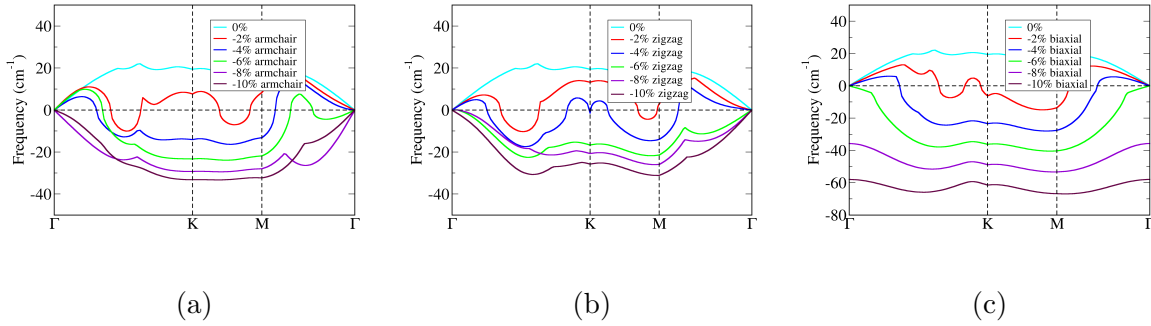 40
20
0
-20
-40
Frequency (cm-1)
Γ
K
M
Γ
0%
-2% armchair
-4% armchair
-6% armchair
-8% armchair
-10% armchair
(a)
40
20
0
-20
-40
Frequency (cm-1)
Γ
K
M
Γ
0%
-2% zigzag
-4% zigzag
-6% zigzag
-8% zigzag
-10% zigzag
(b)
40
20
0
-20
-40
-60
-80
Frequency (cm-1)
Γ
K
M
Γ
0%
-2% biaxial
-4% biaxial
-6% biaxial
-8% biaxial
-10% biaxial
(c)